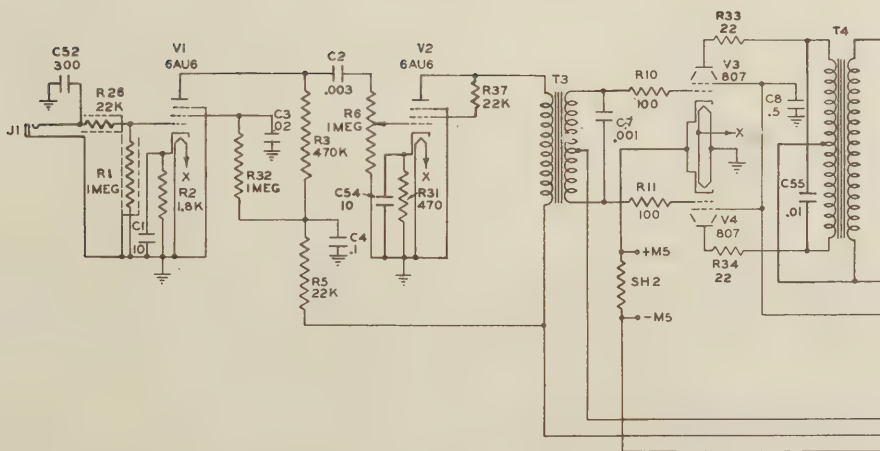 C52
300
J1
R26
22K
R1
1MEG
C1
10
R2
1.8K
X
V1
6AU6
R32
1MEG
C3
.02
R3
470K
C4
.1
R5
22K
C2
.003
R6
1MEG
C54
10
R31
470
X
V2
6AU6
R37
22K
T3
C7
.001
R10
100
R11
100
+M5
SH2
-M5
R33
22
V3
807
X
V4
807
R34
22
C8
.5
C55
.01
T4